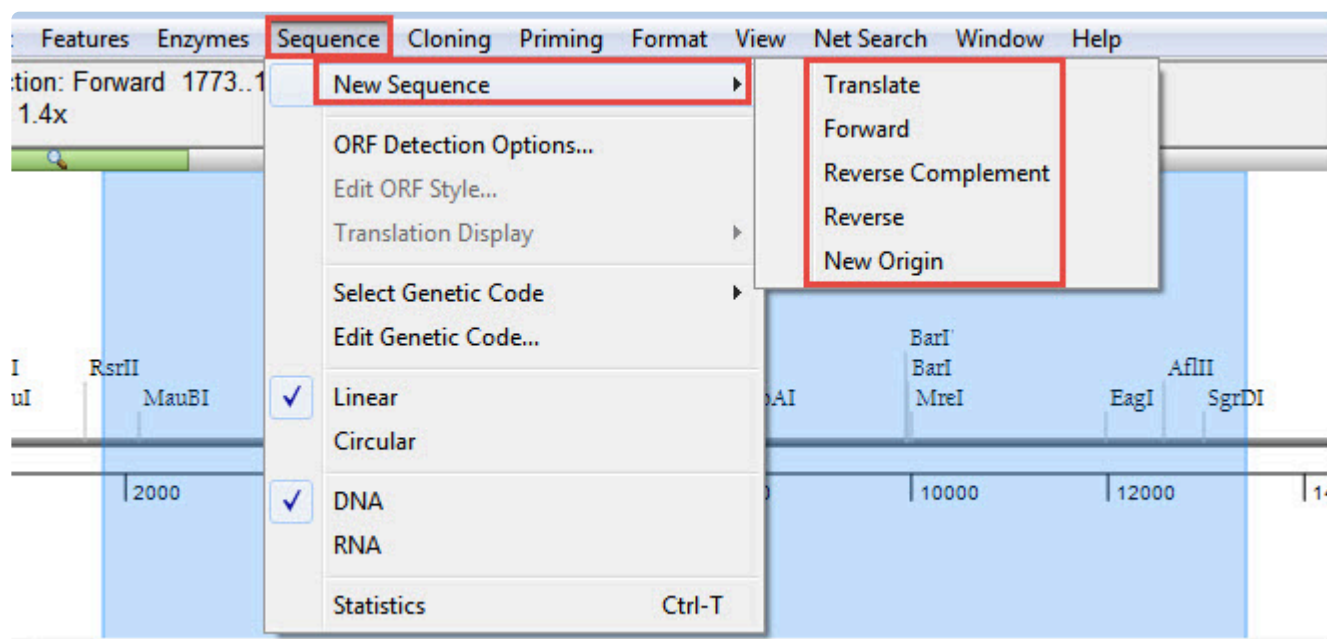 Features Enzymes Sequence Cloning Priming Format View Net Search Window Help
ction: Forward 1773..1
1.4x
New Sequence
Translate
Forward
Reverse Complement
Reverse
New Origin
ORF Detection Options...
Edit ORF Style...
Translation Display
Select Genetic Code
Edit Genetic Code...
Linear
Circular
DNA
RNA
Statistics Ctrl-T
BarI'
I RsrII BarI AflII
uI MauBI AI MreI EagI SgrDI
2000 10000 12000